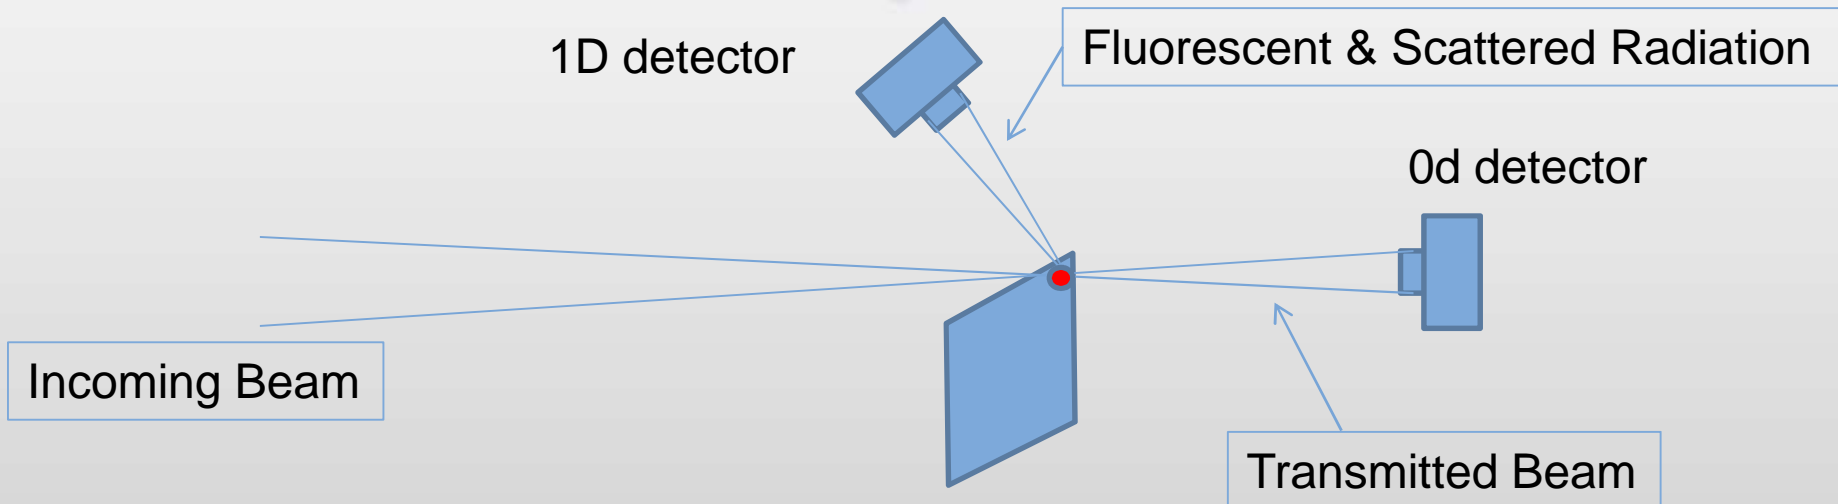 1D detector
Fluorescent & Scattered Radiation
0d detector
Incoming Beam
Transmitted Beam